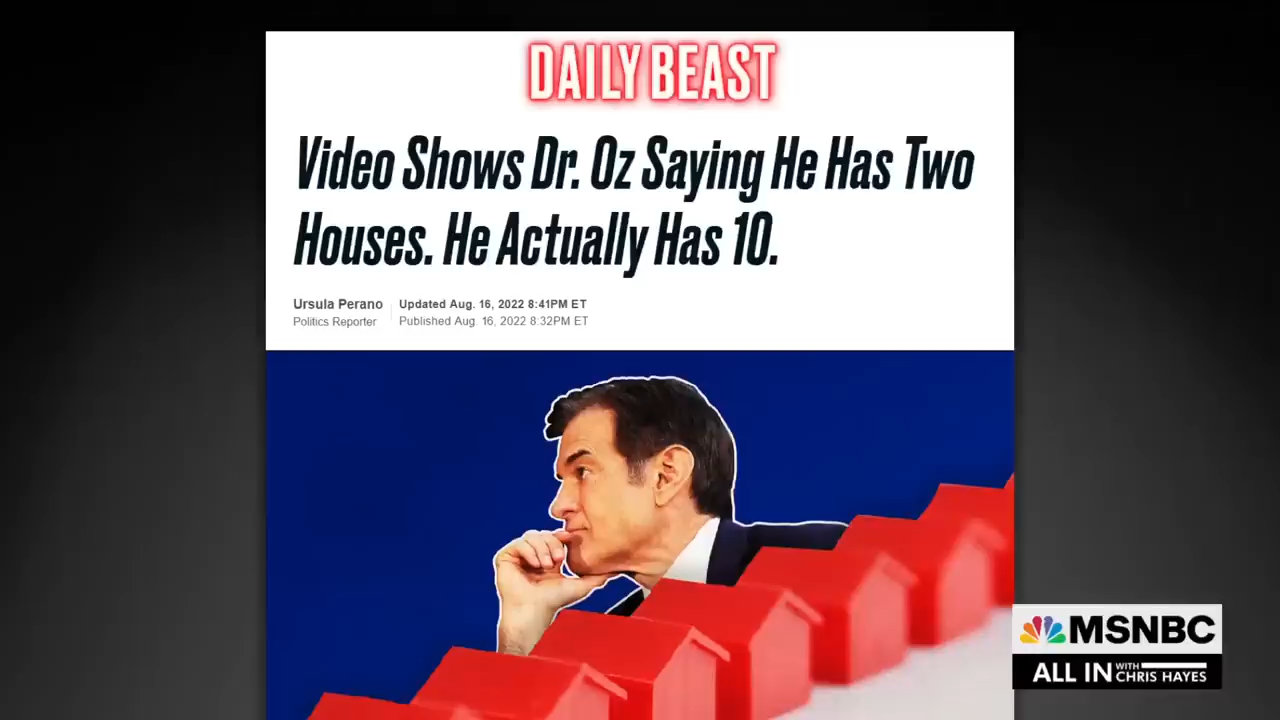 DAILY BEAST
Video Shows Dr. Oz Saying He Has Two
Houses. He Actually Has 10.
Ursula Perano
Politics Reporter
Updated Aug. 16, 2022 8:41PM ET
Published Aug. 16, 2022 8:32PM ET
MSNBC
ALL IN WITH CHRIS HAYES